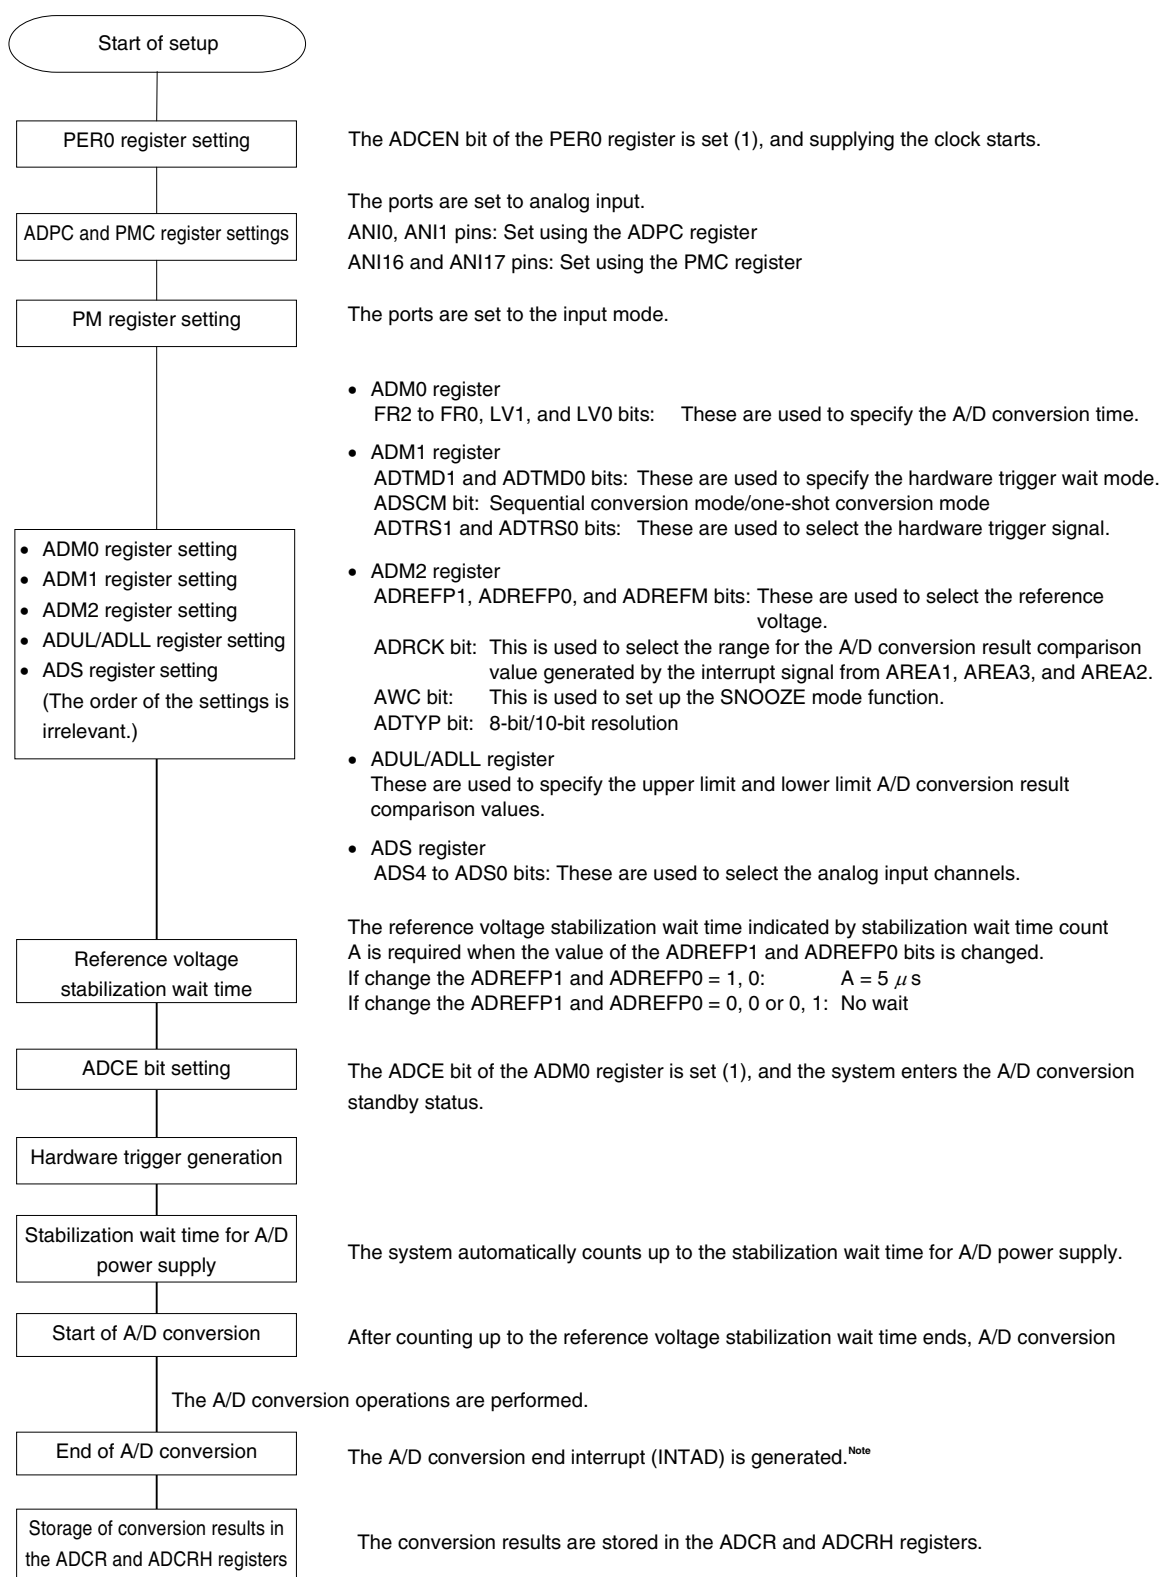 Start of setup
PER0 register setting
The ADCEN bit of the PER0 register is set (1), and supplying the clock starts.
ADPC and PMC register settings
The ports are set to analog input.
ANI0, ANI1 pins: Set using the ADPC register
ANI16 and ANI17 pins: Set using the PMC register
PM register setting
The ports are set to the input mode.
• ADM0 register setting
• ADM1 register setting
• ADM2 register setting
• ADUL/ADLL register setting
• ADS register setting
(The order of the settings is
irrelevant.)
• ADM0 register
FR2 to FR0, LV1, and LV0 bits: These are used to specify the A/D conversion time.
• ADM1 register
ADTMD1 and ADTMD0 bits: These are used to specify the hardware trigger wait mode.
ADSCM bit: Sequential conversion mode/one-shot conversion mode
ADTRS1 and ADTRS0 bits: These are used to select the hardware trigger signal.
• ADM2 register
ADREFP1, ADREFP0, and ADREFM bits: These are used to select the reference
voltage.
ADRCK bit: This is used to select the range for the A/D conversion result comparison
value generated by the interrupt signal from AREA1, AREA3, and AREA2.
AWC bit: This is used to set up the SNOOZE mode function.
ADTYP bit: 8-bit/10-bit resolution
• ADUL/ADLL register
These are used to specify the upper limit and lower limit A/D conversion result
comparison values.
• ADS register
ADS4 to ADS0 bits: These are used to select the analog input channels.
Reference voltage
stabilization wait time
The reference voltage stabilization wait time indicated by stabilization wait time count
A is required when the value of the ADREFP1 and ADREFP0 bits is changed.
If change the ADREFP1 and ADREFP0 = 1, 0: A = 5 μ s
If change the ADREFP1 and ADREFP0 = 0, 0 or 0, 1: No wait
ADCE bit setting
The ADCE bit of the ADM0 register is set (1), and the system enters the A/D conversion
standby status.
Hardware trigger generation
Stabilization wait time for A/D
power supply
The system automatically counts up to the stabilization wait time for A/D power supply.
Start of A/D conversion
After counting up to the reference voltage stabilization wait time ends, A/D conversion
The A/D conversion operations are performed.
End of A/D conversion
The A/D conversion end interrupt (INTAD) is generated.Note
Storage of conversion results in
the ADCR and ADCRH registers
The conversion results are stored in the ADCR and ADCRH registers.